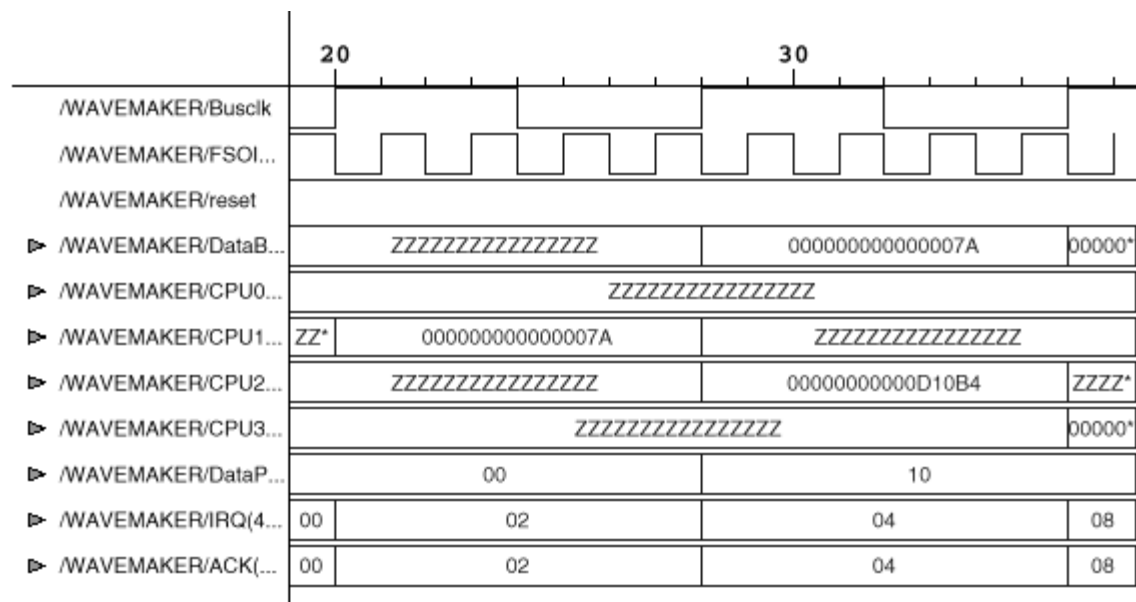 20 30
/WAVEMAKER/Busclk
/WAVEMAKER/FSOI...
/WAVEMAKER/reset
/WAVEMAKER/DataB... ZZZZZZZZZZZZZZZZ 000000000000007A 00000*
/WAVEMAKER/CPU0... ZZZZZZZZZZZZZZZZ
/WAVEMAKER/CPU1... ZZ* 000000000000007A ZZZZZZZZZZZZZZZZ
/WAVEMAKER/CPU2... ZZZZZZZZZZZZZZZZ 00000000000D10B4 ZZZZ*
/WAVEMAKER/CPU3... ZZZZZZZZZZZZZZZZ 00000*
/WAVEMAKER/DataP... 00 10
/WAVEMAKER/IRQ(4... 00 02 04 08
/WAVEMAKER/ACK(... 00 02 04 08